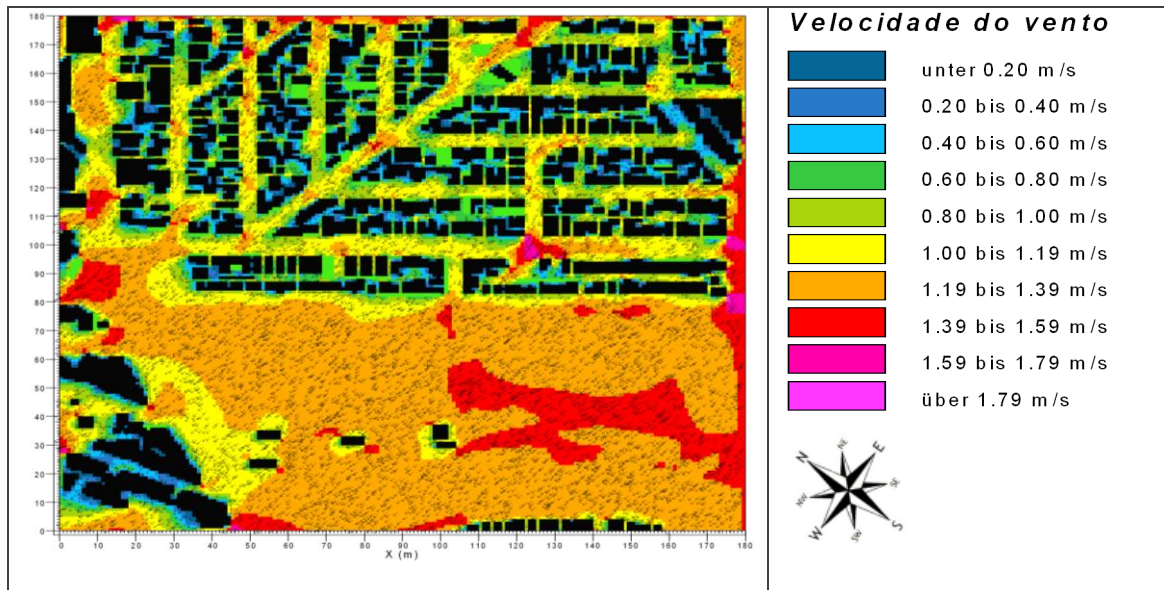 Velocidade do vento
unter 0.20 m/s
0.20 bis 0.40 m/s
0.40 bis 0.60 m/s
0.60 bis 0.80 m/s
0.80 bis 1.00 m/s
1.00 bis 1.19 m/s
1.19 bis 1.39 m/s
1.39 bis 1.59 m/s
1.59 bis 1.79 m/s
über 1.79 m/s
180
170
160
150
140
130
120
110
100
90
80
70
60
50
40
30
20
10
0
0 10 20 30 40 50 60 70 80 90 100 110 120 130 140 150 160 170 180
X (m)
N NE E
NW SE
W SW S